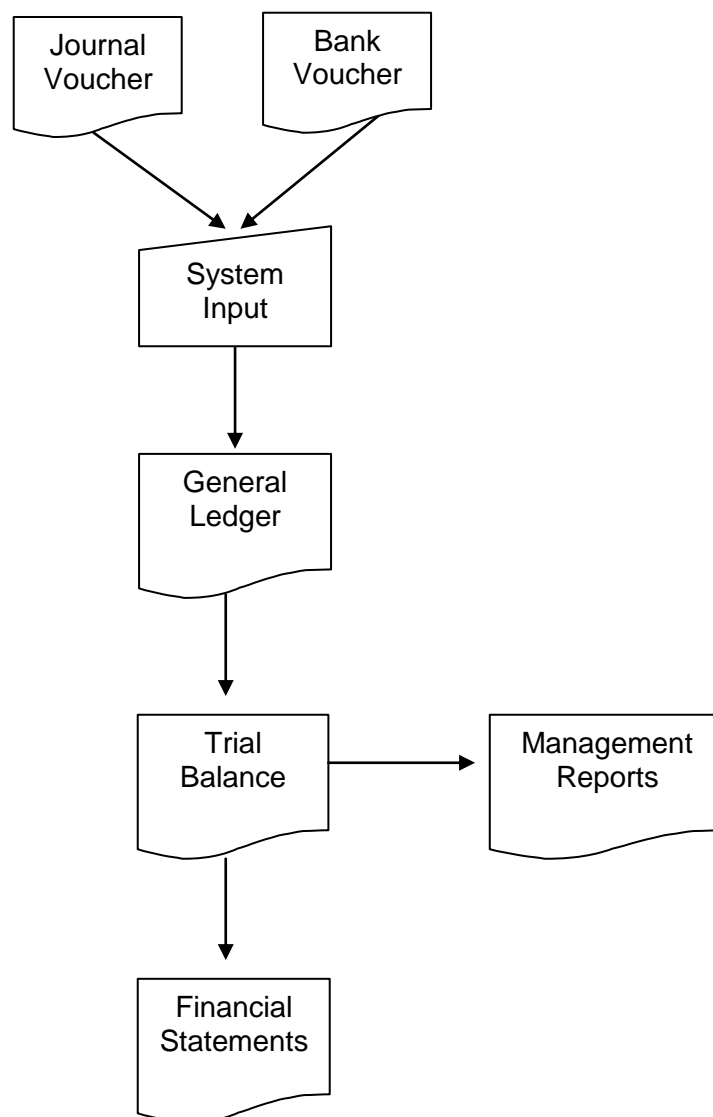 Journal
Voucher
Bank
Voucher
System
Input
General
Ledger
Trial
Balance
Management
Reports
Financial
Statements